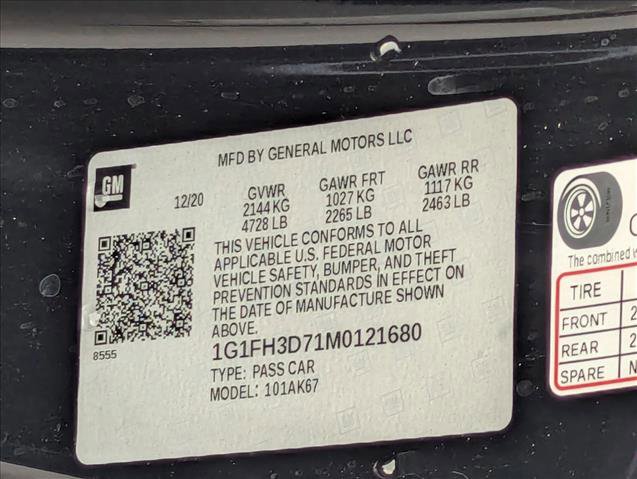 MFD BY GENERAL MOTORS LLC
GM
12/20 GVWR GAWR FRT GAWR RR
2144 KG 1027 KG 1117 KG
4728 LB 2265 LB 2463 LB
THIS VEHICLE CONFORMS TO ALL
APPLICABLE U.S. FEDERAL MOTOR
VEHICLE SAFETY, BUMPER, AND THEFT
PREVENTION STANDARDS IN EFFECT ON
THE DATE OF MANUFACTURE SHOWN
ABOVE.
8555
1G1FH3D71M0121680
TYPE: PASS CAR
MODEL: 101AK67
The combined
TIRE
FRONT 2
REAR 2
SPARE N